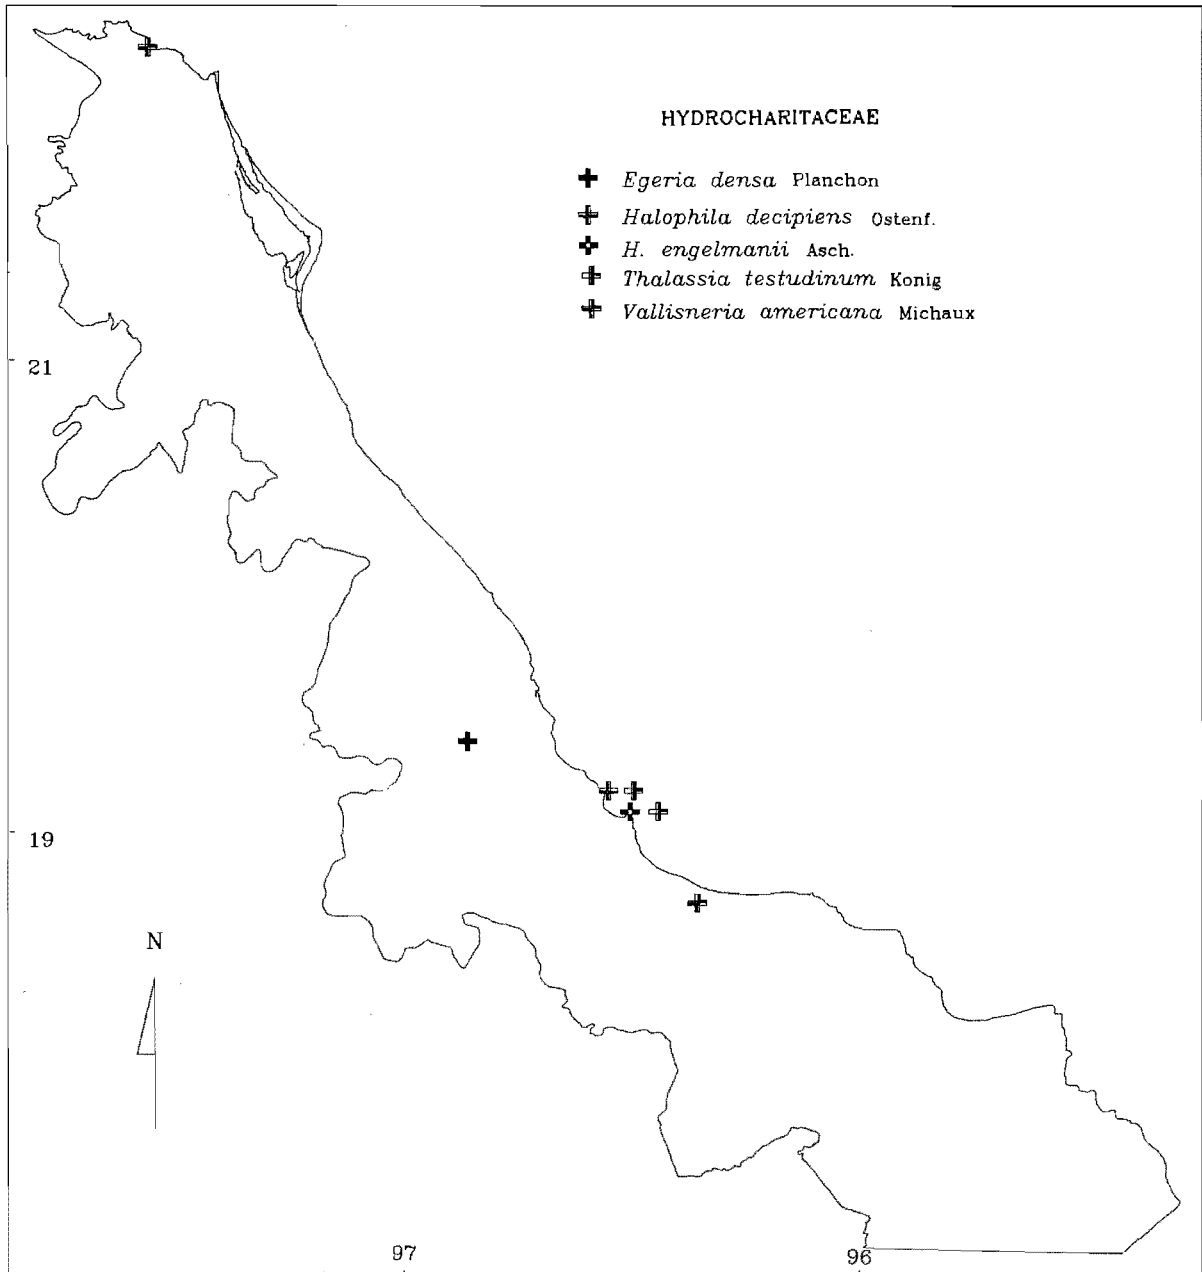 HYDROCHARITACEAE
Egeria densa Planchon
Halophila decipiens Ostenf.
H. engelmanii Asch.
Thalassia testudinum Konig
Vallisneria americana Michaux
21
19
N
97
96